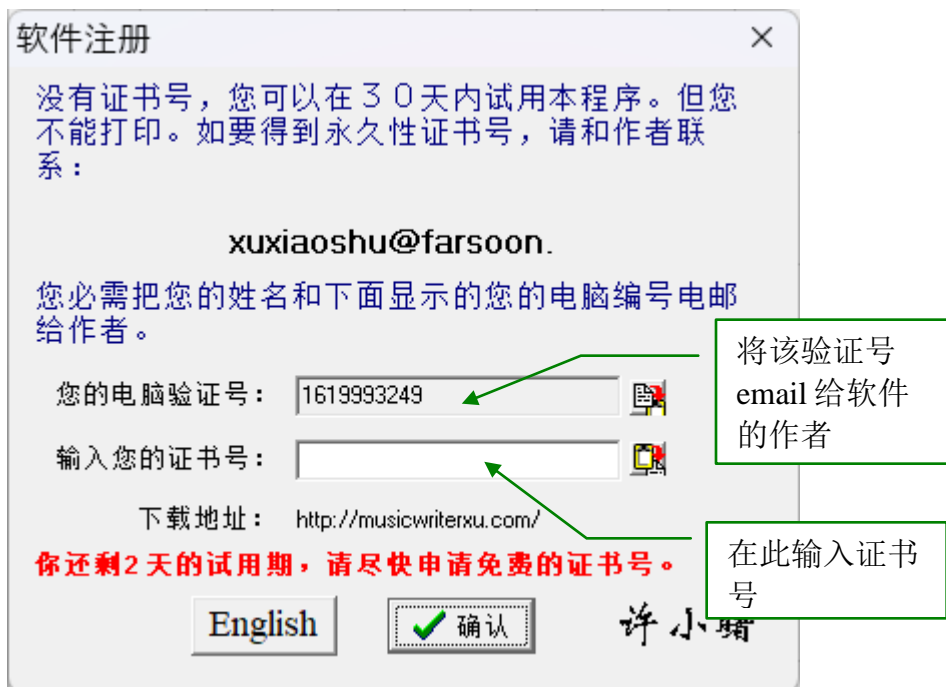 软件注册
没有证书号，您可以在３０天内试用本程序。但您
不能打印。如要得到永久性证书号，请和作者联
系：
xuxiaoshu@farsoon.
您必需把您的姓名和下面显示的您的电脑编号电邮
给作者。
将该验证号
email 给软件
的作者
您的电脑验证号：
1619993249
输入您的证书号：
下载地址：
http://musicwriterxu.com/
在此输入证书
号
你还剩2天的试用期，请尽快申请免费的证书号。
English
确认
许小曙